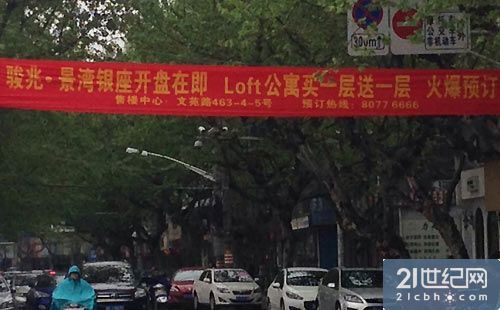 30m
骏兆·景湾银座开盘在即 Loft公寓买一层送一层 火爆预订
售楼中心：文苑路463-4-5号 预订热线：8077 6666
21世纪网
21cbh.com